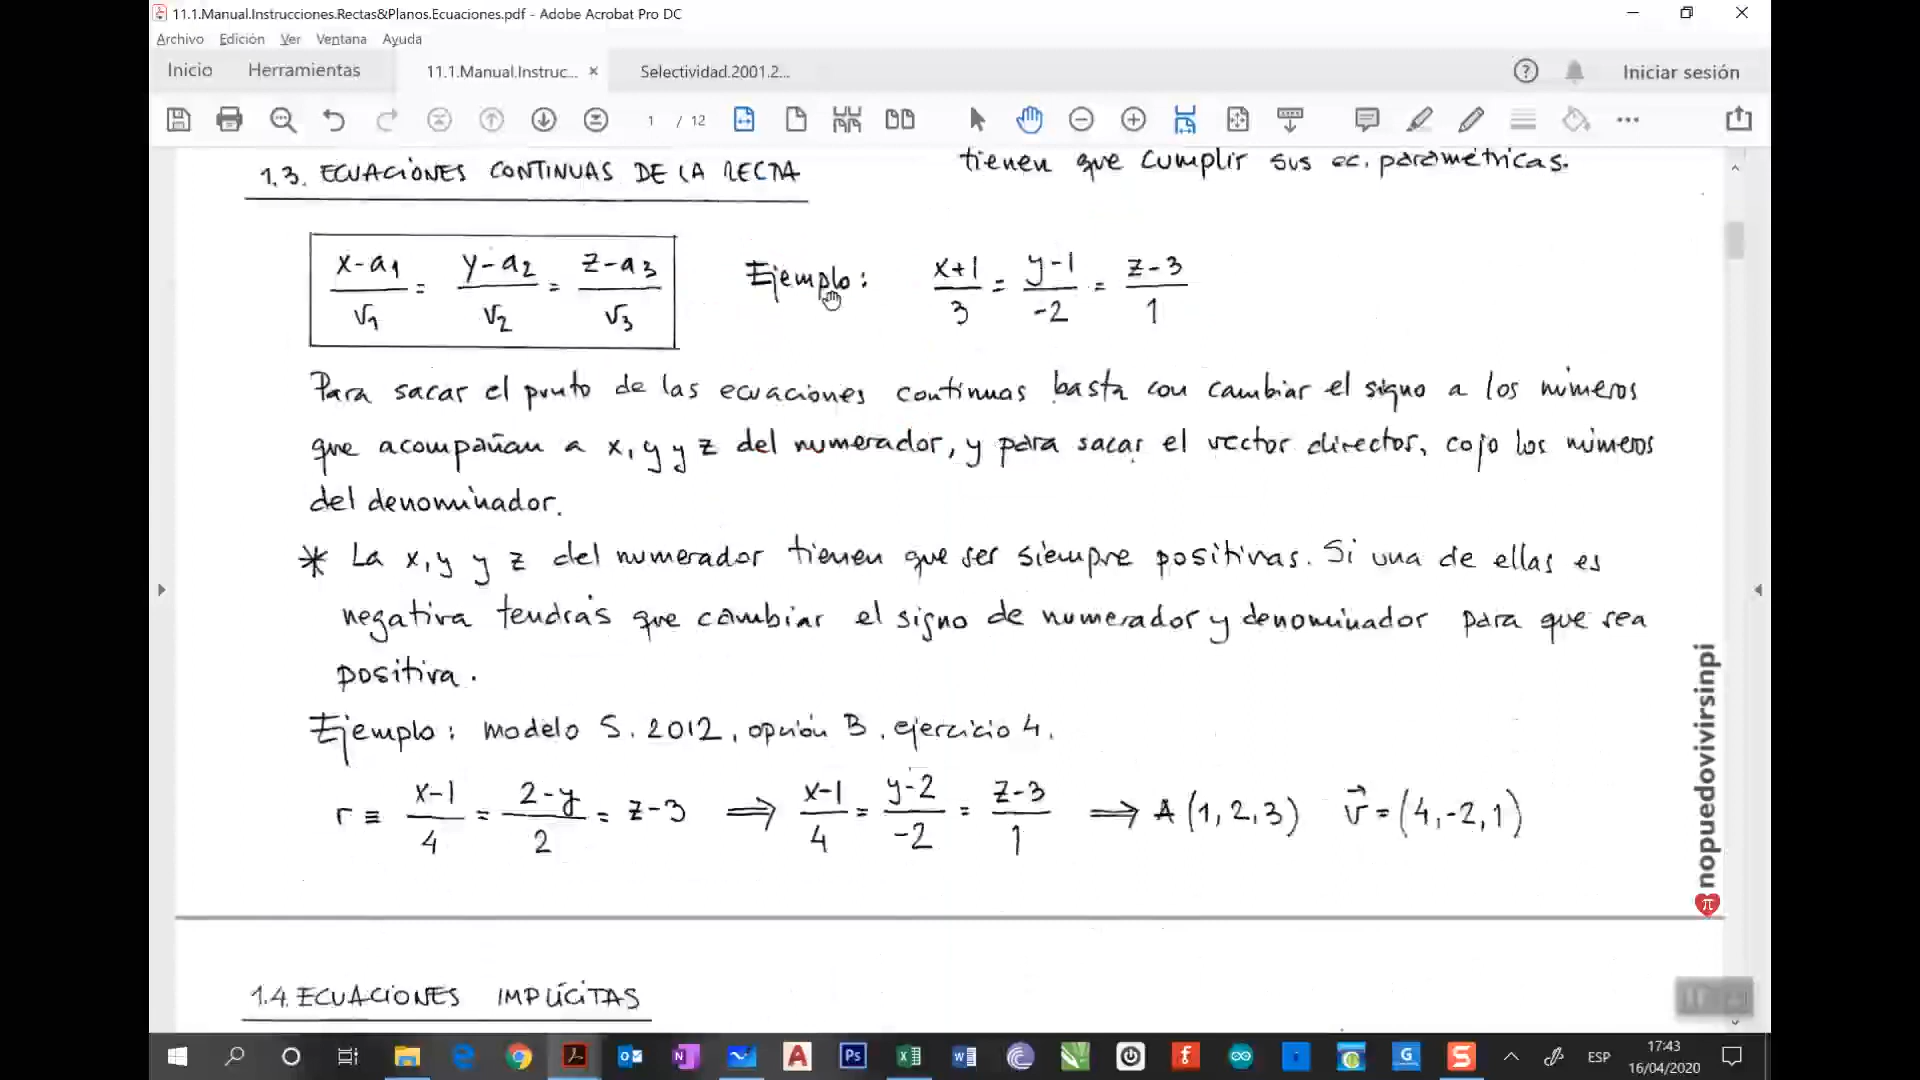 11.1.Manual.Instrucciones.Rectas&Planos.Ecuaciones.pdf - Adobe Acrobat Pro DC
Archivo Edición Ver Ventana Ayuda
Inicio Herramientas 11.1.Manual.Instruc... × Selectividad.2001.2... Iniciar sesión
1 / 12
1.3. ECUACIONES CONTINUAS DE LA RECTA
tienen que cumplir sus ec. paramétricas.
(x-a1)/v1 = (y-a2)/v2 = (z-a3)/v3 Ejemplo: (x+1)/3 = (y-1)/-2 = (z-3)/1
Para sacar el punto de las ecuaciones continuas basta con cambiar el signo a los números
que acompañan a x, y y z del numerador, y para sacar el vector director, cojo los números
del denominador.
* La x, y y z del numerador tienen que ser siempre positivas. Si una de ellas es
negativa tendrás que cambiar el signo de numerador y denominador para que sea
positiva.
Ejemplo: modelo S. 2012, opción B, ejercicio 4.
r ≡ (x-1)/4 = (2-y)/2 = z-3 ⟹ (x-1)/4 = (y-2)/-2 = (z-3)/1 ⟹ A (1, 2, 3) v⃗ = (4, -2, 1)
nopuedovivirsinpi
π
1.4. ECUACIONES IMPLÍCITAS
ESP
17:43
16/04/2020